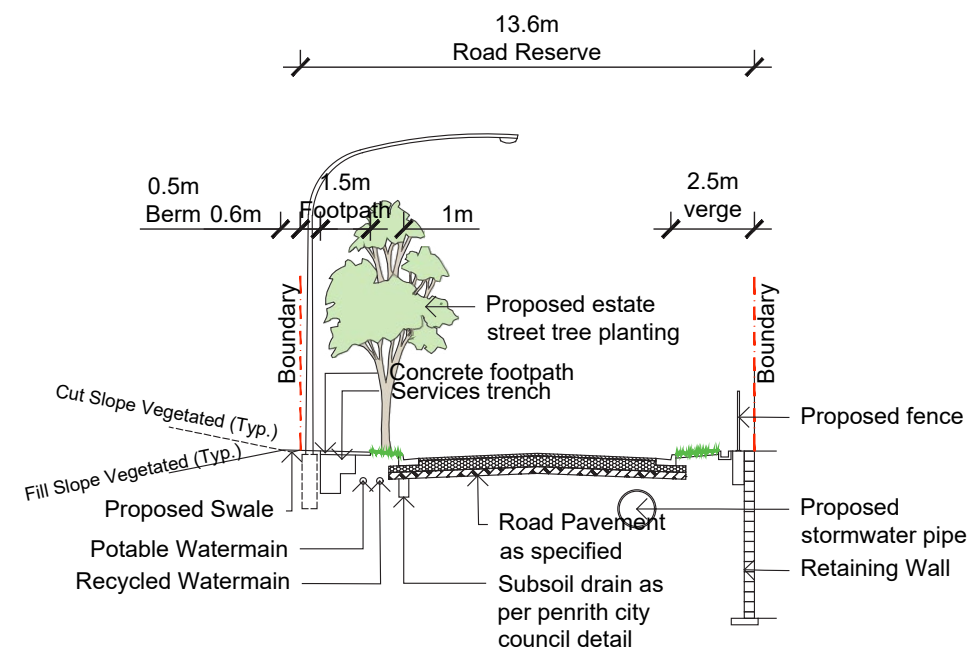 13.6m
Road Reserve
0.5m
Berm
0.6m
1.5m
Footpath
1m
2.5m
verge
Boundary
Boundary
Proposed estate
street tree planting
Concrete footpath
Services trench
Cut Slope Vegetated (Typ.)
Fill Slope Vegetated (Typ.)
Proposed fence
Proposed Swale
Potable Watermain
Recycled Watermain
Road Pavement
as specified
Subsoil drain as
per penrith city
council detail
Proposed
stormwater pipe
Retaining Wall